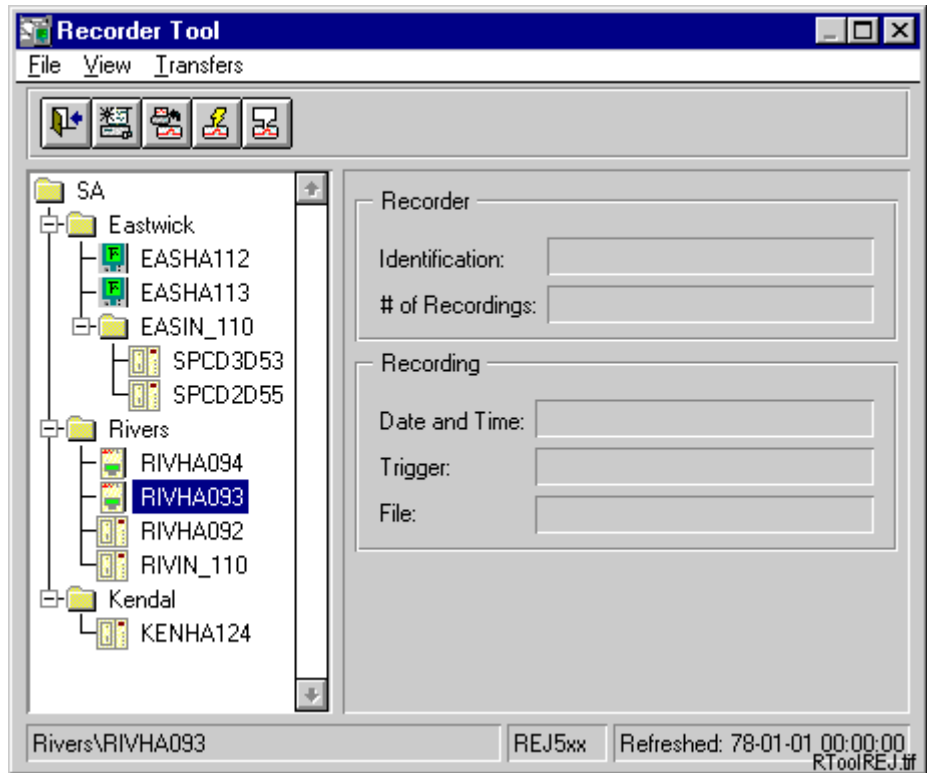 Recorder Tool
File View Transfers
SA
Eastwick
EASHA112
EASHA113
EASIN_110
SPCD3D53
SPCD2D55
Rivers
RIVHA094
RIVHA093
RIVHA092
RIVIN_110
Kendal
KENHA124
Recorder
Identification:
# of Recordings:
Recording
Date and Time:
Trigger:
File:
Rivers\RIVHA093
REJ5xx
Refreshed: 78-01-01 00:00:00
RToolREJ.tif